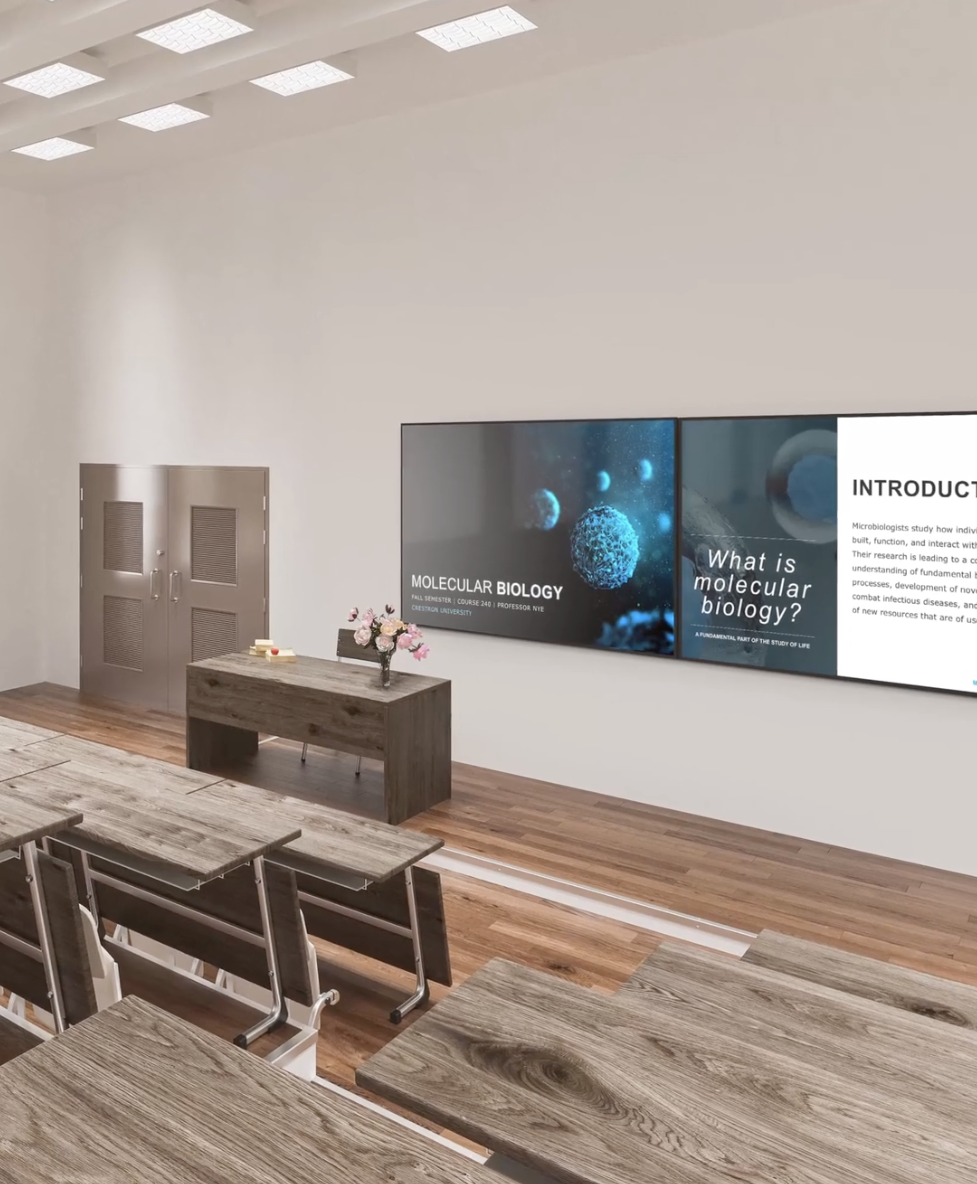 MOLECULAR BIOLOGY
FALL SEMESTER | COURSE 240 | PROFESSOR NYE
CRESTRON UNIVERSITY
What is
molecular
biology?
A FUNDAMENTAL PART OF THE STUDY OF LIFE
INTRODUCT
Microbiologists study how indivi
built, function, and interact with
Their research is leading to a co
understanding of fundamental b
processes, development of nov
combat infectious diseases, and
of new resources that are of us